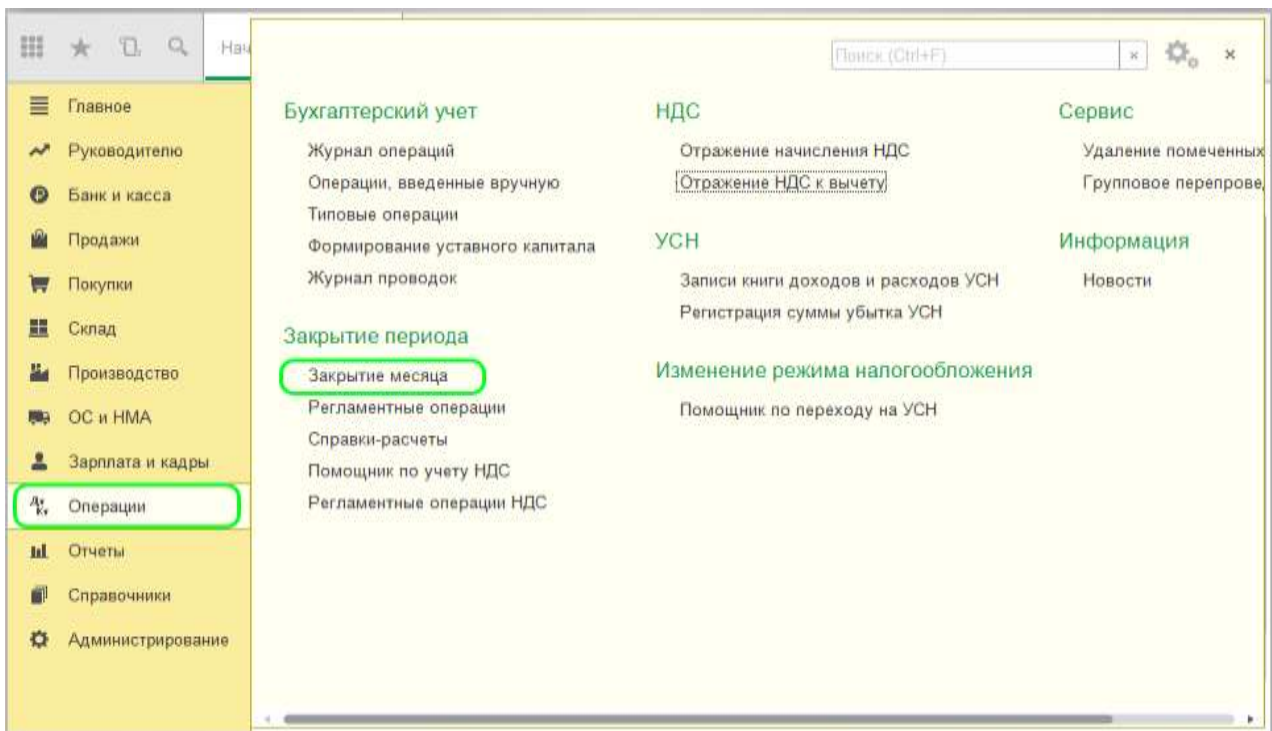 Нач
Поиск (Ctrl+F)
Главное
Руководителю
Банк и касса
Продажи
Покупки
Склад
Производство
ОС и НМА
Зарплата и кадры
Операции
Отчеты
Справочники
Администрирование
Бухгалтерский учет
Журнал операций
Операции, введенные вручную
Типовые операции
Формирование уставного капитала
Журнал проводок
Закрытие периода
Закрытие месяца
Регламентные операции
Справки-расчеты
Помощник по учету НДС
Регламентные операции НДС
НДС
Отражение начисления НДС
Отражение НДС к вычету
УСН
Записи книги доходов и расходов УСН
Регистрация суммы убытка УСН
Изменение режима налогообложения
Помощник по переходу на УСН
Сервис
Удаление помеченных
Групповое перепрове
Информация
Новости